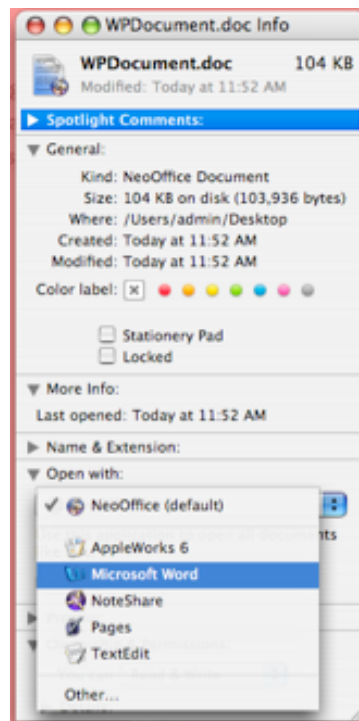 WPDocument.doc Info
WPDocument.doc 104 KB
Modified: Today at 11:52 AM
Spotlight Comments:
General:
Kind: NeoOffice Document
Size: 104 KB on disk (103,936 bytes)
Where: /Users/admin/Desktop
Created: Today at 11:52 AM
Modified: Today at 11:52 AM
Color label:
Stationery Pad
Locked
More Info:
Last opened: Today at 11:52 AM
Name & Extension:
Open with:
NeoOffice (default)
AppleWorks 6
Microsoft Word
NoteShare
Pages
TextEdit
Other...